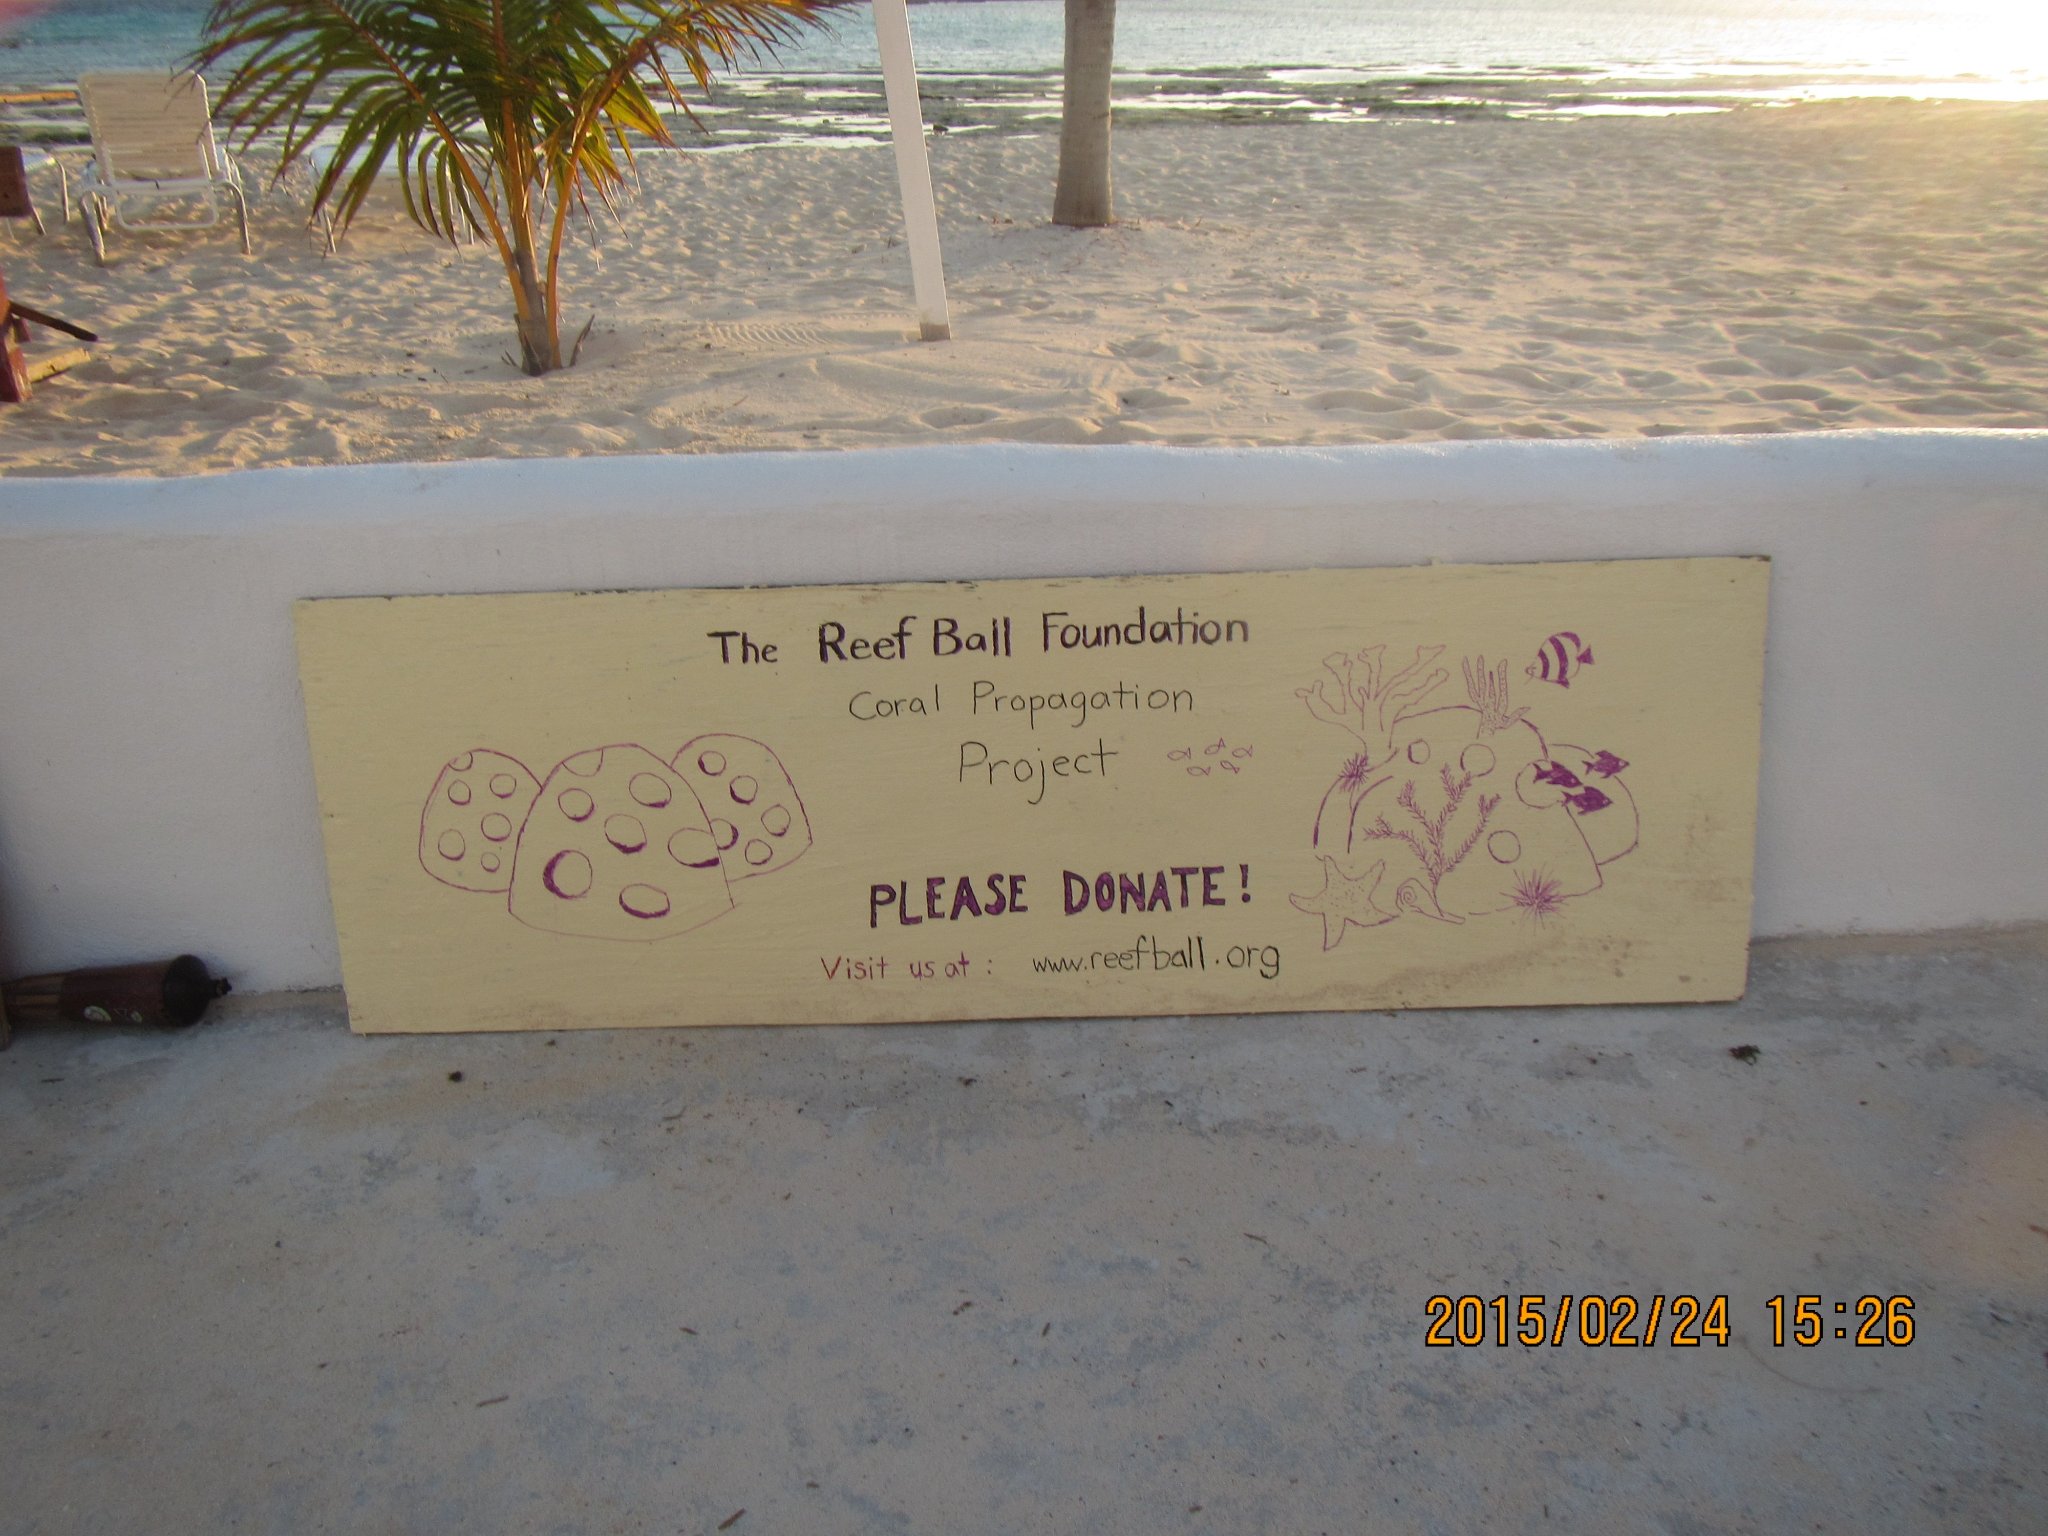 The Reef Ball Foundation
Coral Propagation
Project
PLEASE DONATE!
Visit us at: www.reefball.org
2015/02/24 15:26